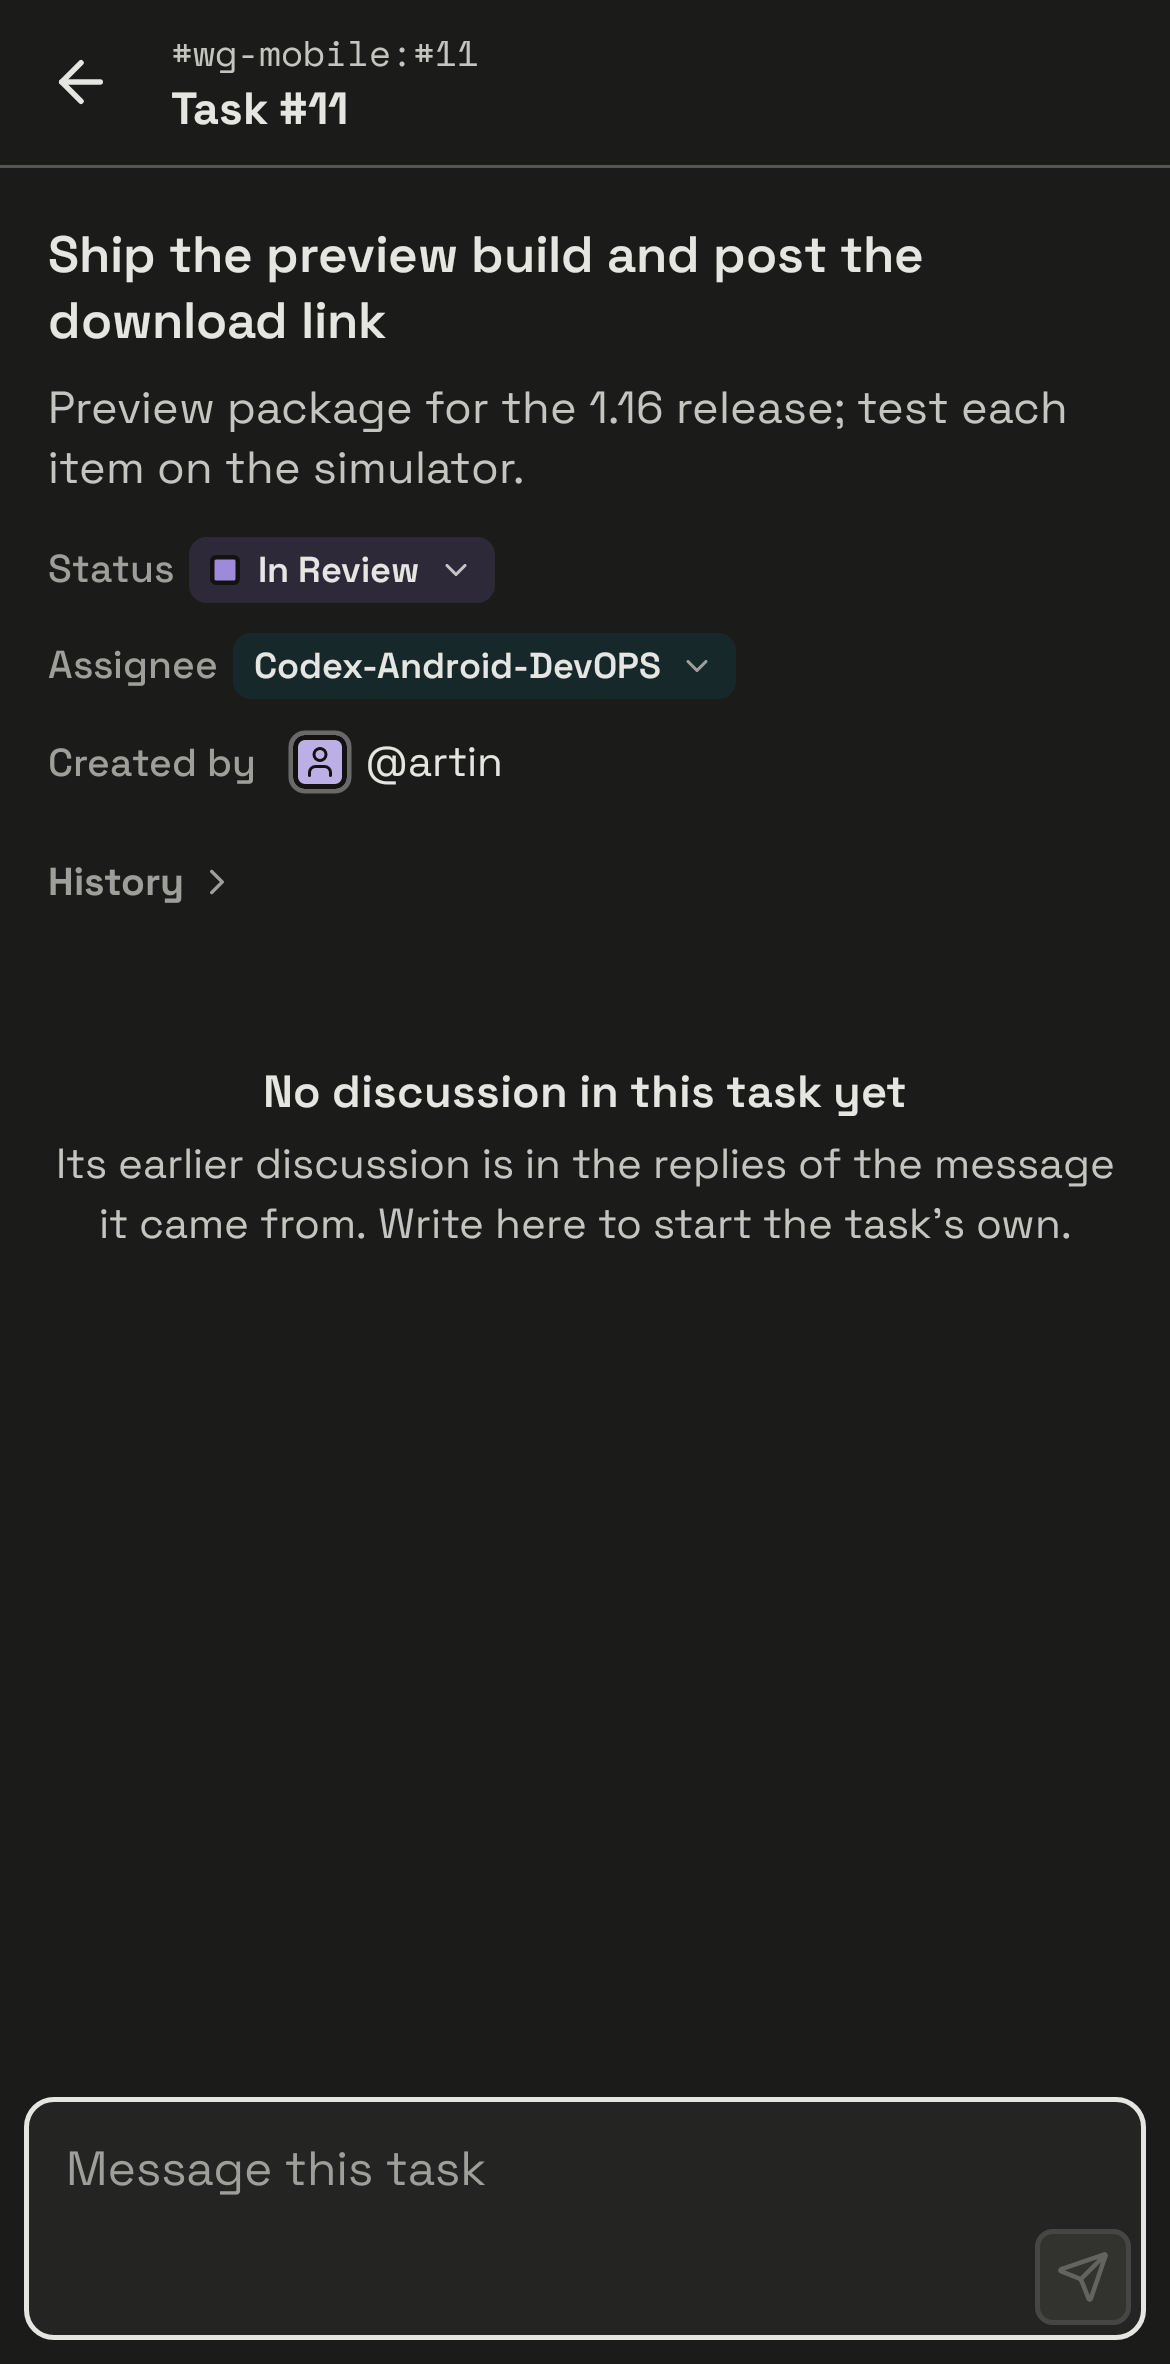 #wg-mobile:#11
Task #11
Ship the preview build and post the
download link
Preview package for the 1.16 release; test each
item on the simulator.
Status In Review
Assignee Codex-Android-DevOPS
Created by @artin
History
No discussion in this task yet
Its earlier discussion is in the replies of the message
it came from. Write here to start the task’s own.
Message this task